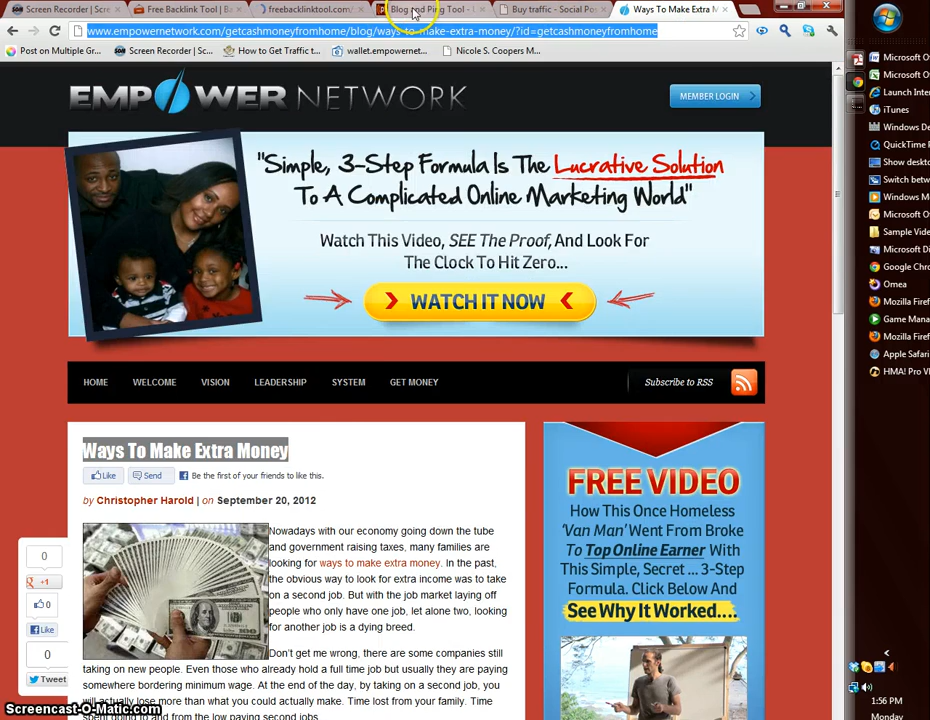 Screen Recorder | Scre
Free Backlink Tool | Ba
freebacklinktool.com/
Blog and Ping Tool -
Buy traffic - Social Po
Ways To Make Extra M
www.empowernetwork.com/getcashmoneyfromhome/blog/ways-to-make-extra-money/?id=getcashmoneyfromhome
Post on Multiple Gr...
Screen Recorder | Sc...
How to Get Traffic t...
wallet.empowernet...
Nicole S. Coopers M...
EMPOWER NETWORK
MEMBER LOGIN
"Simple, 3-Step Formula Is The Lucrative Solution
To A Complicated Online Marketing World"
Watch This Video, SEE The Proof, And Look For
The Clock To Hit Zero...
WATCH IT NOW
HOME WELCOME VISION LEADERSHIP SYSTEM GET MONEY
Subscribe to RSS
Ways To Make Extra Money
Like Send Be the first of your friends to like this.
by Christopher Harold | on September 20, 2012
Nowadays with our economy going down the tube
and government raising taxes, many families are
looking for ways to make extra money. In the past,
the obvious way to look for extra income was to take
on a second job. But with the job market laying off
people who only have one job, let alone two, looking
for another job is a dying breed.
Don't get me wrong, there are some companies still
taking on new people. Even those who already hold a full time job but usually they are paying
somewhere bordering minimum wage. At the end of the day, by taking on a second job, you
will actually lose more than what you could actually make. Time lost from your family. Time
spent going to and from the low paying second jobs
0
+1
0
Like
0
Tweet
FREE VIDEO
How This Once Homeless
'Van Man' Went From Broke
To Top Online Earner With
This Simple, Secret ... 3-Step
Formula. Click Below And
See Why It Worked....
Microsoft O
Microsoft O
Launch Inter
iTunes
Windows De
QuickTime P
Show deskto
Switch betw
Windows M
Microsoft Of
Sample Vide
Microsoft Di
Google Chro
Omea
Mozilla Firef
Game Mana
Mozilla Firef
Apple Safari
HMA! Pro VI
1:56 PM
Monday
Screencast-O-Matic.com